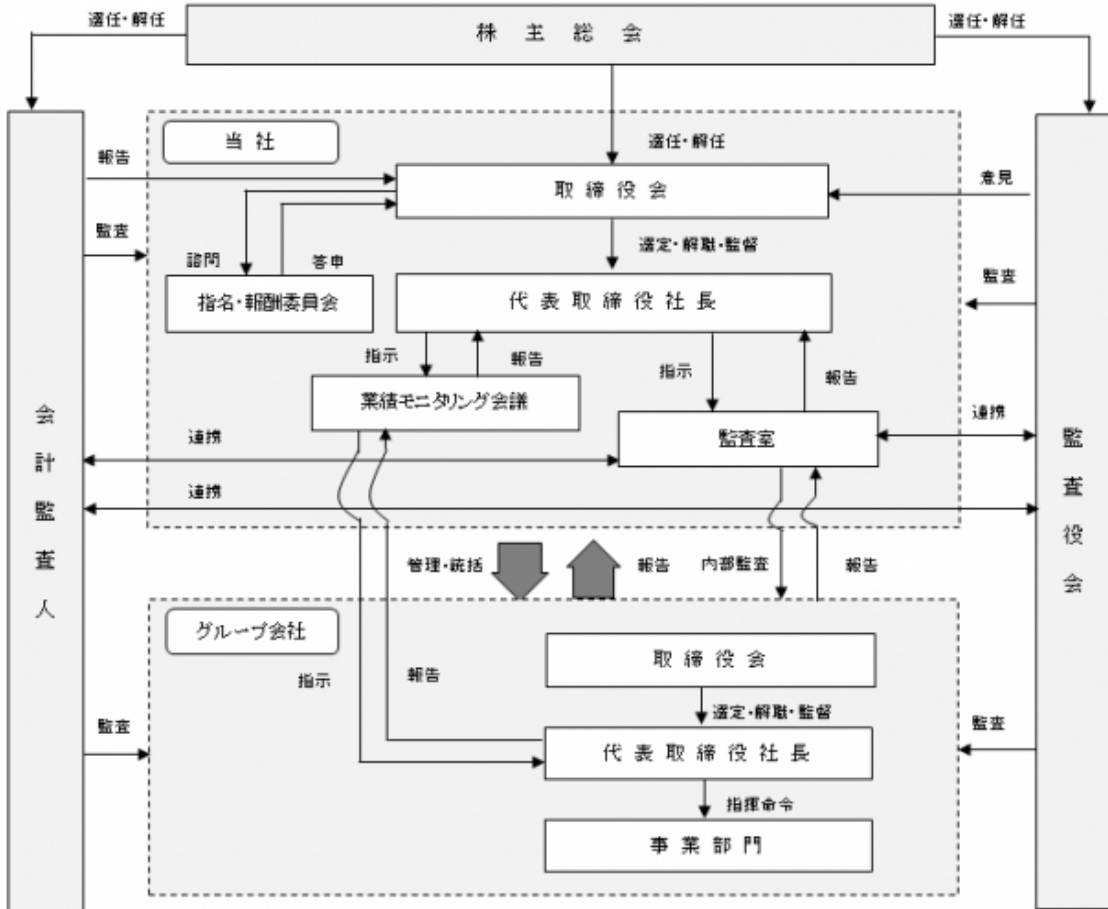 選任・解任
株主総会
選任・解任
当社
報告
選任・解任
取締役会
意見
監査
諮問
答申
選定・解職・監督
指名・報酬委員会
代表取締役社長
監査
指示
報告
指示
報告
業績モニタリング会議
監査室
連携
連携
連携
会計監査人
監査役会
管理・統括
報告
内部監査
報告
グループ会社
取締役会
指示
報告
選定・解職・監督
監査
代表取締役社長
監査
指揮命令
事業部門